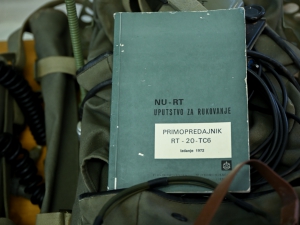 NU-RT
UPUTSTVO ZA RUKOVANJE
PRIMOPREDAJNIK
RT-20-TC6
Izdanje 1972